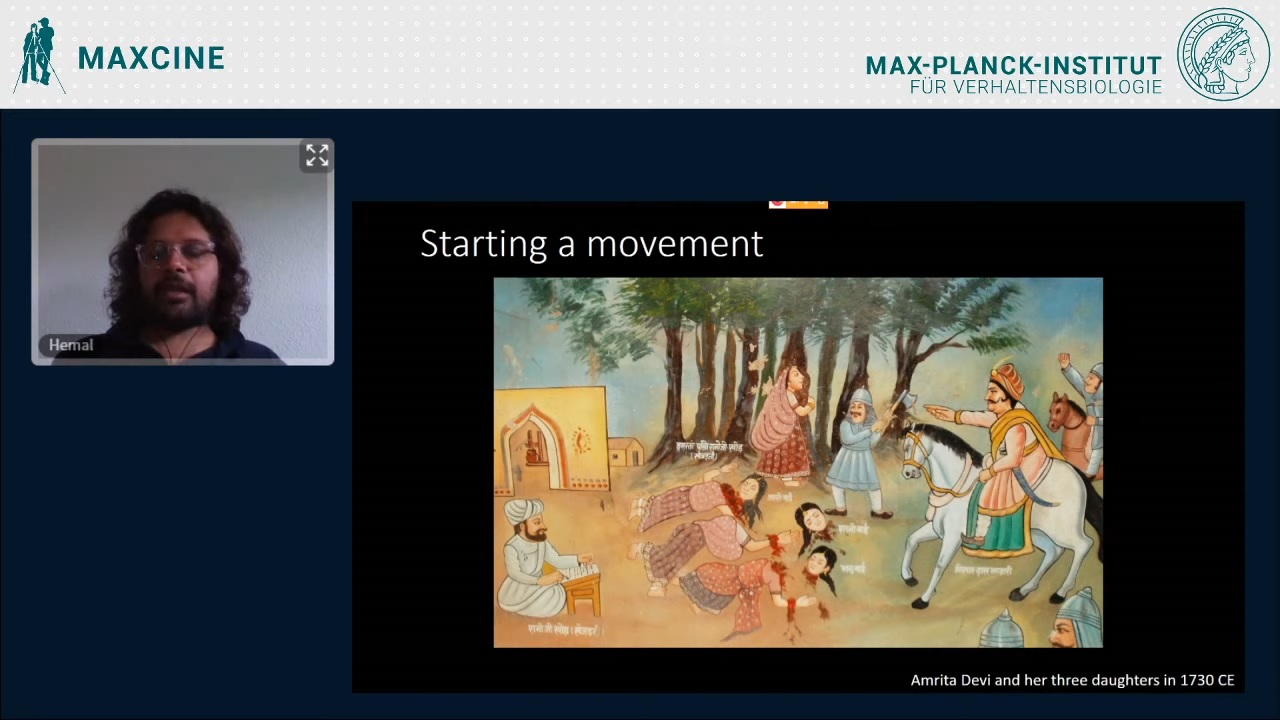 MAXCINE
MAX-PLANCK-INSTITUT
FÜR VERHALTENSBIOLOGIE
Hemal
Starting a movement
Amrita Devi and her three daughters in 1730 CE